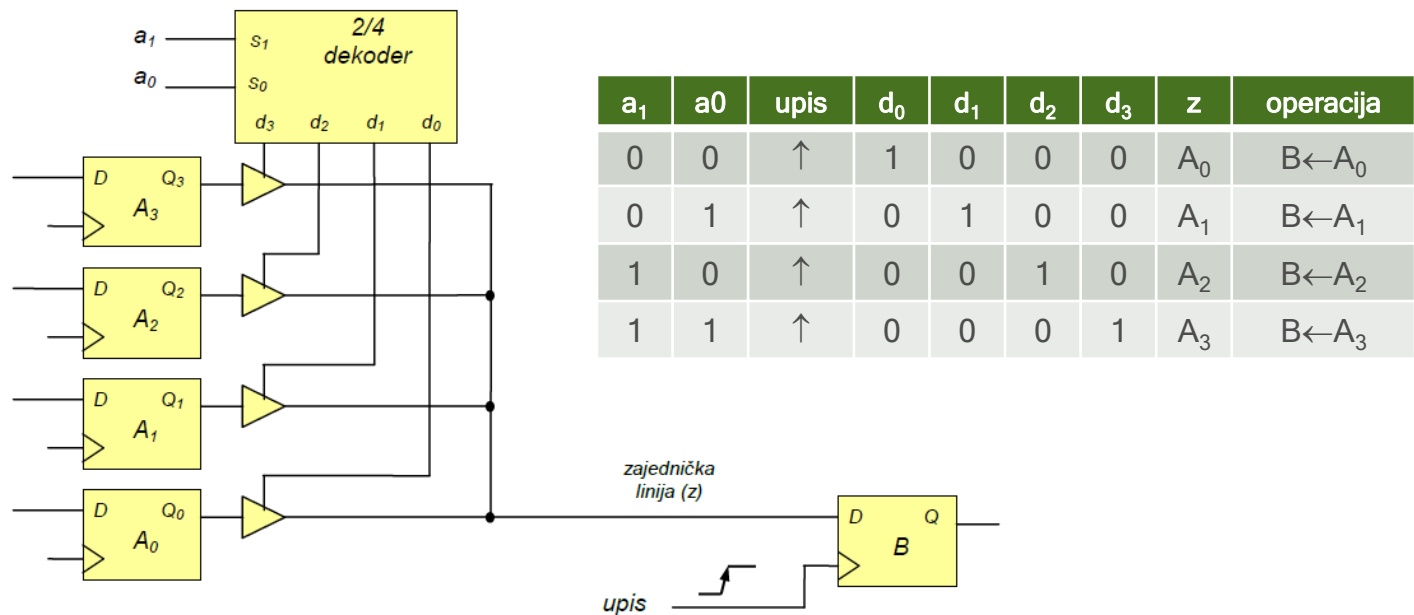 2/4
dekoder
a₁ s₁
a₀ s₀
d₃ d₂ d₁ d₀
D Q₃
A₃
D Q₂
A₂
D Q₁
A₁
D Q₀
A₀
zajednička
linija (z)
D Q
B
upis
a₁ a0 upis d₀ d₁ d₂ d₃ z operacija
0 0 ↑ 1 0 0 0 A₀ B←A₀
0 1 ↑ 0 1 0 0 A₁ B←A₁
1 0 ↑ 0 0 1 0 A₂ B←A₂
1 1 ↑ 0 0 0 1 A₃ B←A₃